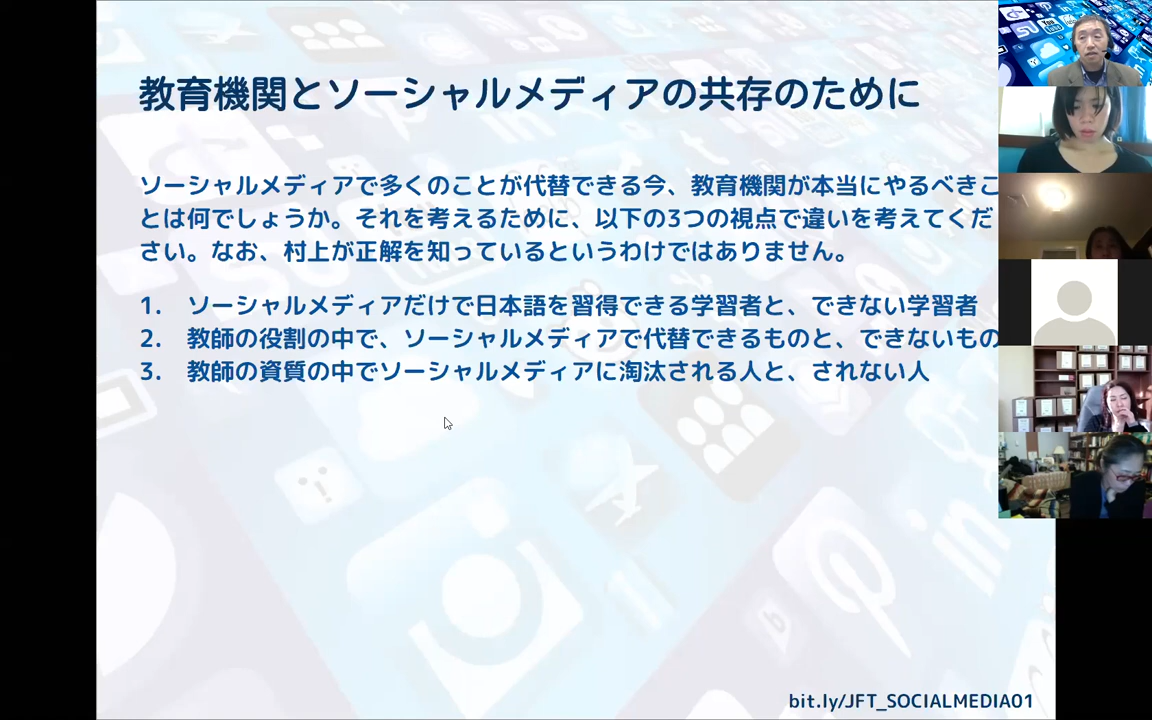 教育機関とソーシャルメディアの共存のために
ソーシャルメディアで多くのことが代替できる今、教育機関が本当にやるべきこ
とは何でしょうか。それを考えるために、以下の3つの視点で違いを考えてくだ
さい。なお、村上が正解を知っているというわけではありません。
1. ソーシャルメディアだけで日本語を習得できる学習者と、できない学習者
2. 教師の役割の中で、ソーシャルメディアで代替できるものと、できないもの
3. 教師の資質の中でソーシャルメディアに淘汰される人と、されない人
bit.ly/JFT_SOCIALMEDIA01